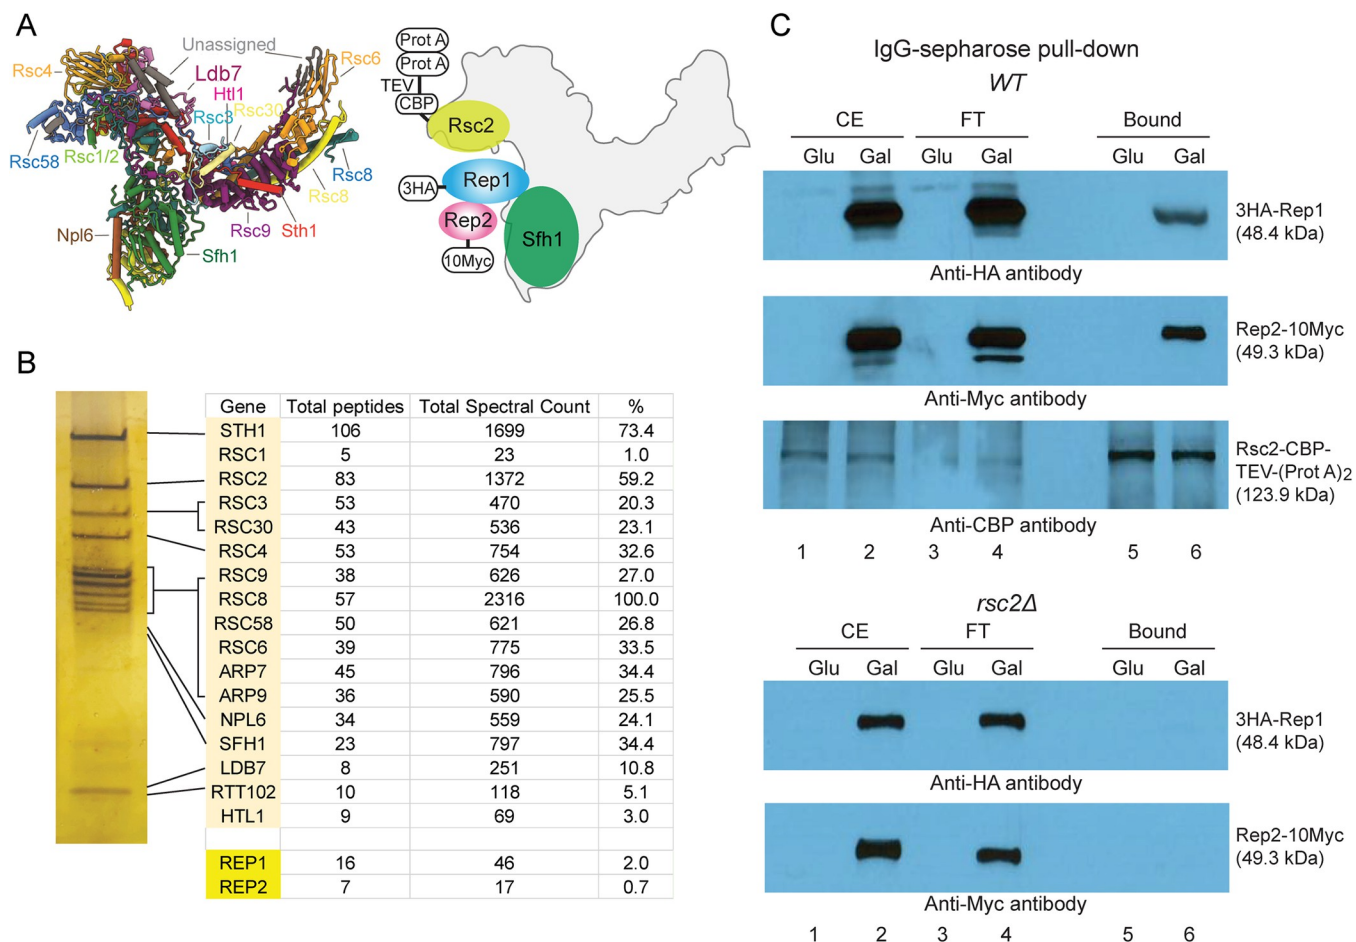 A
Unassigned
Rsc4
Ldb7
Htl1
Rsc3
Rsc30
Rsc6
Rsc58
Rsc1/2
Rsc8
Rsc8
Npl6
Rsc9
Sth1
Sfh1
Prot A
Prot A
TEV
CBP
Rsc2
3HA
Rep1
Rep2
10Myc
Sfh1
B
Gene Total peptides Total Spectral Count %
STH1 106 1699 73.4
RSC1 5 23 1.0
RSC2 83 1372 59.2
RSC3 53 470 20.3
RSC30 43 536 23.1
RSC4 53 754 32.6
RSC9 38 626 27.0
RSC8 57 2316 100.0
RSC58 50 621 26.8
RSC6 39 775 33.5
ARP7 45 796 34.4
ARP9 36 590 25.5
NPL6 34 559 24.1
SFH1 23 797 34.4
LDB7 8 251 10.8
RTT102 10 118 5.1
HTL1 9 69 3.0
REP1 16 46 2.0
REP2 7 17 0.7
C
IgG-sepharose pull-down
WT
CE FT Bound
Glu Gal Glu Gal Glu Gal
3HA-Rep1
(48.4 kDa)
Anti-HA antibody
Rep2-10Myc
(49.3 kDa)
Anti-Myc antibody
Rsc2-CBP-
TEV-(Prot A)2
(123.9 kDa)
Anti-CBP antibody
1 2 3 4 5 6
rsc2Δ
CE FT Bound
Glu Gal Glu Gal Glu Gal
3HA-Rep1
(48.4 kDa)
Anti-HA antibody
Rep2-10Myc
(49.3 kDa)
Anti-Myc antibody
1 2 3 4 5 6